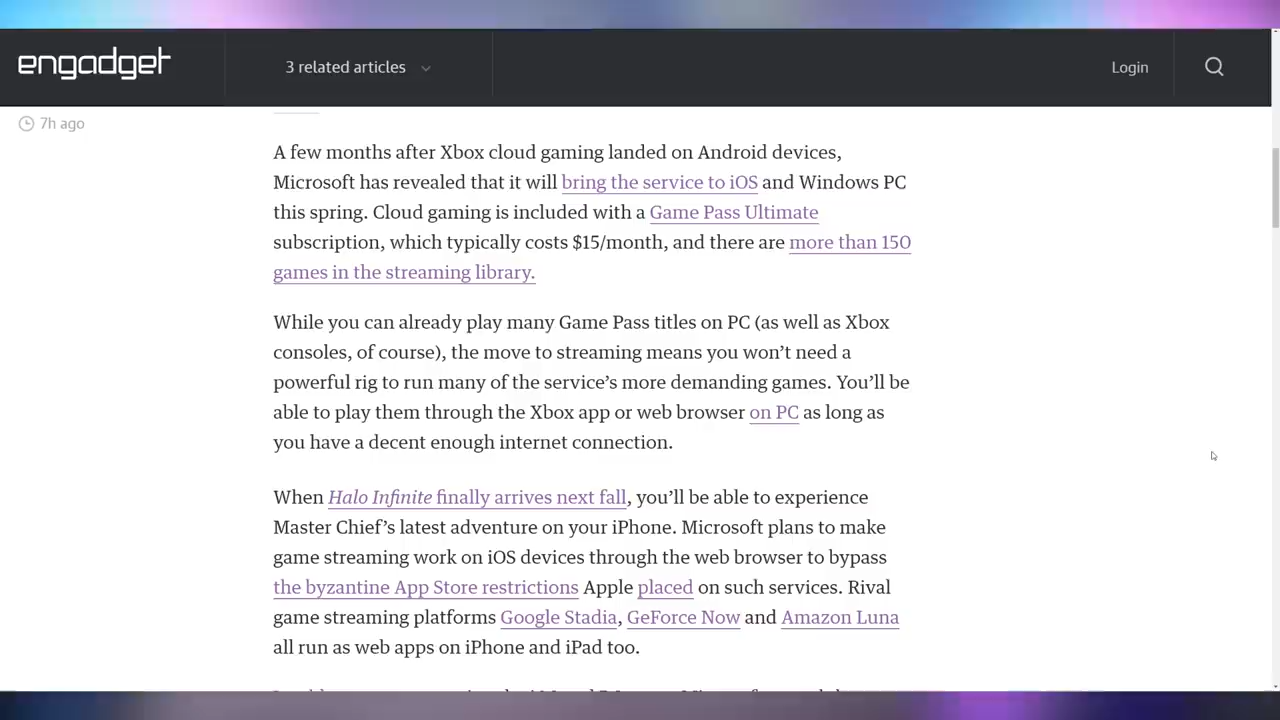 engadget
3 related articles
Login
7h ago
A few months after Xbox cloud gaming landed on Android devices,
Microsoft has revealed that it will bring the service to iOS and Windows PC
this spring. Cloud gaming is included with a Game Pass Ultimate
subscription, which typically costs $15/month, and there are more than 150
games in the streaming library.
While you can already play many Game Pass titles on PC (as well as Xbox
consoles, of course), the move to streaming means you won’t need a
powerful rig to run many of the service’s more demanding games. You’ll be
able to play them through the Xbox app or web browser on PC as long as
you have a decent enough internet connection.
When Halo Infinite finally arrives next fall, you’ll be able to experience
Master Chief’s latest adventure on your iPhone. Microsoft plans to make
game streaming work on iOS devices through the web browser to bypass
the byzantine App Store restrictions Apple placed on such services. Rival
game streaming platforms Google Stadia, GeForce Now and Amazon Luna
all run as web apps on iPhone and iPad too.